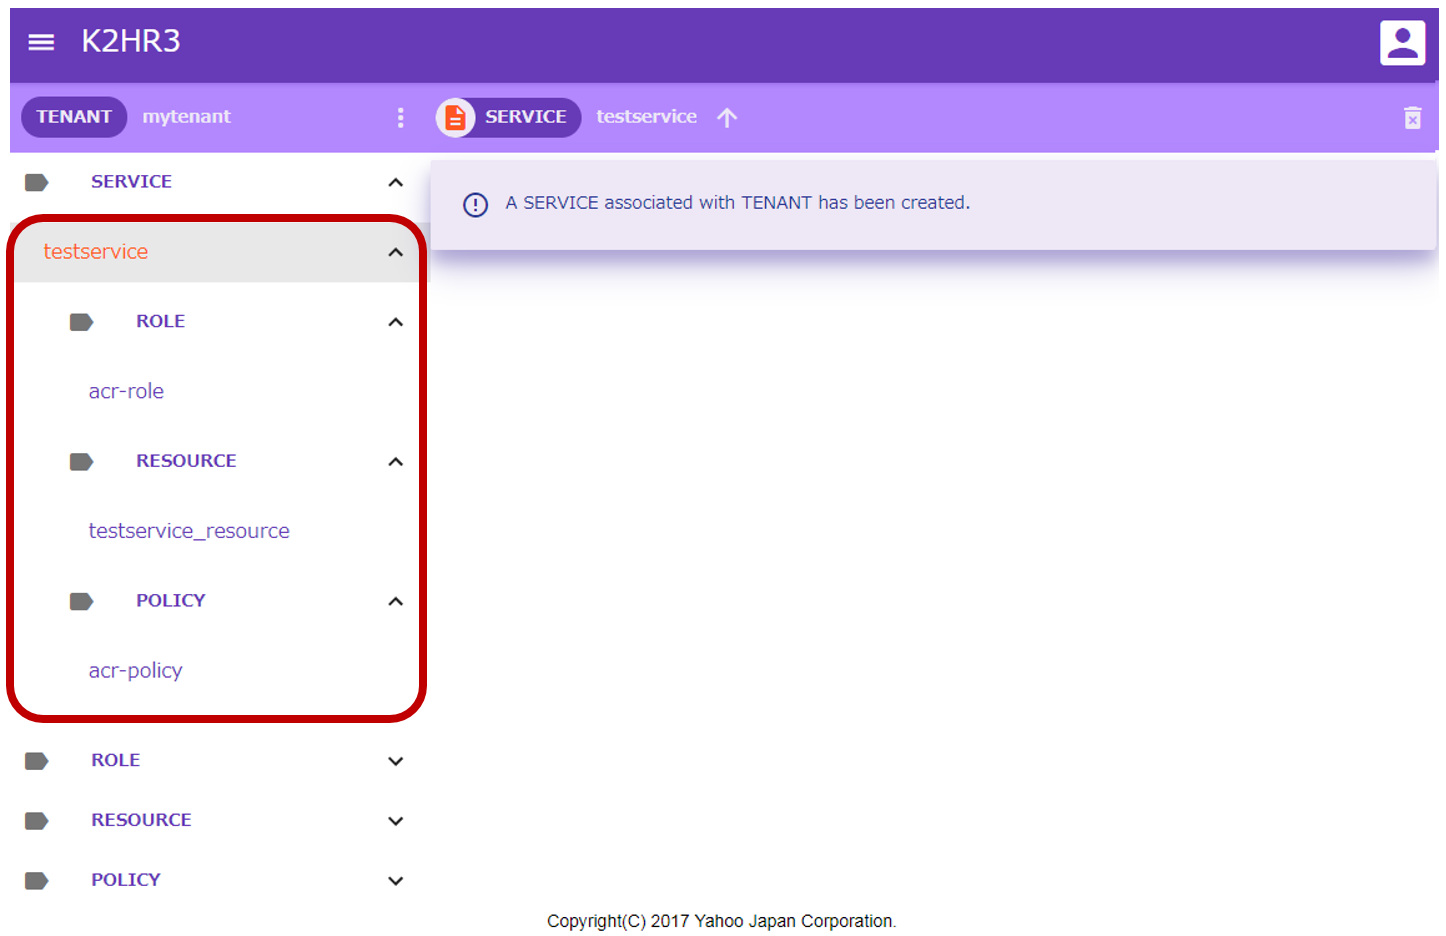 K2HR3
TENANT mytenant
SERVICE testservice
SERVICE
A SERVICE associated with TENANT has been created.
testservice
ROLE
acr-role
RESOURCE
testservice_resource
POLICY
acr-policy
ROLE
RESOURCE
POLICY
Copyright(C) 2017 Yahoo Japan Corporation.